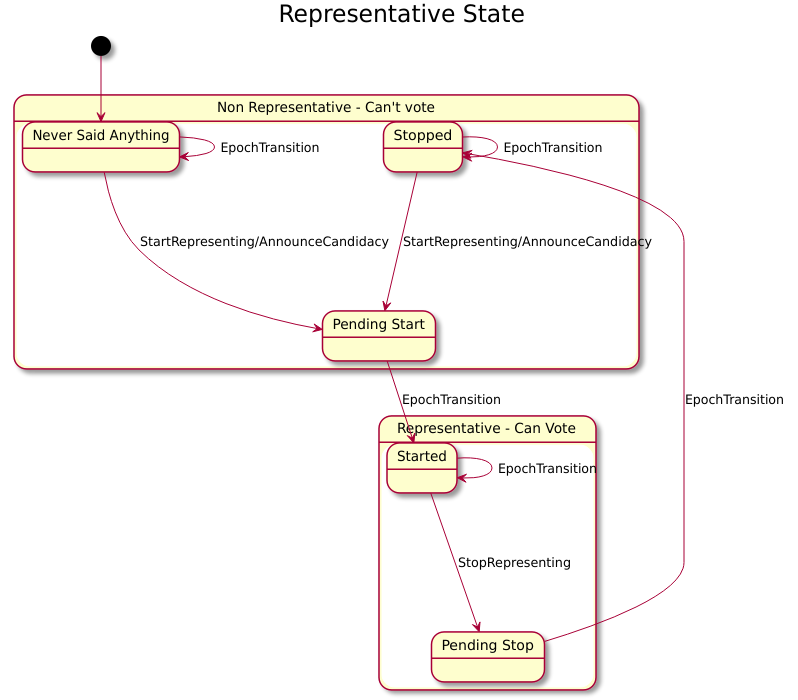 Representative State
Non Representative - Can't vote
Never Said Anything
Stopped
EpochTransition
EpochTransition
StartRepresenting/AnnounceCandidacy
StartRepresenting/AnnounceCandidacy
Pending Start
EpochTransition
EpochTransition
Representative - Can Vote
Started
EpochTransition
StopRepresenting
Pending Stop